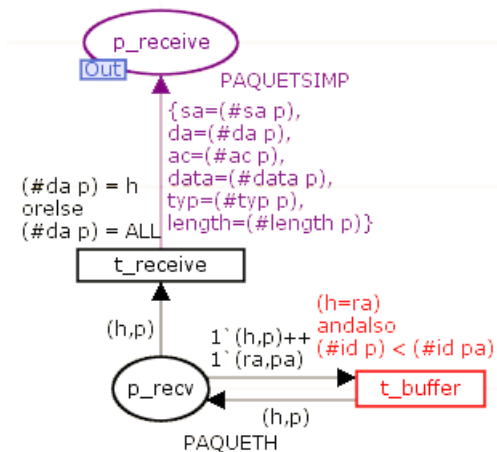 p_receive
Out
PAQUETSIMP
{sa=(#sa p),
da=(#da p),
ac=(#ac p),
data=(#data p),
typ=(#typ p),
length=(#length p)}
(#da p) = h
orelse
(#da p) = ALL
t_receive
(h,p)
1`(h,p)++
1`(ra,pa)
(h=ra)
andalso
(#id p) < (#id pa)
p_recv
t_buffer
(h,p)
PAQUETH